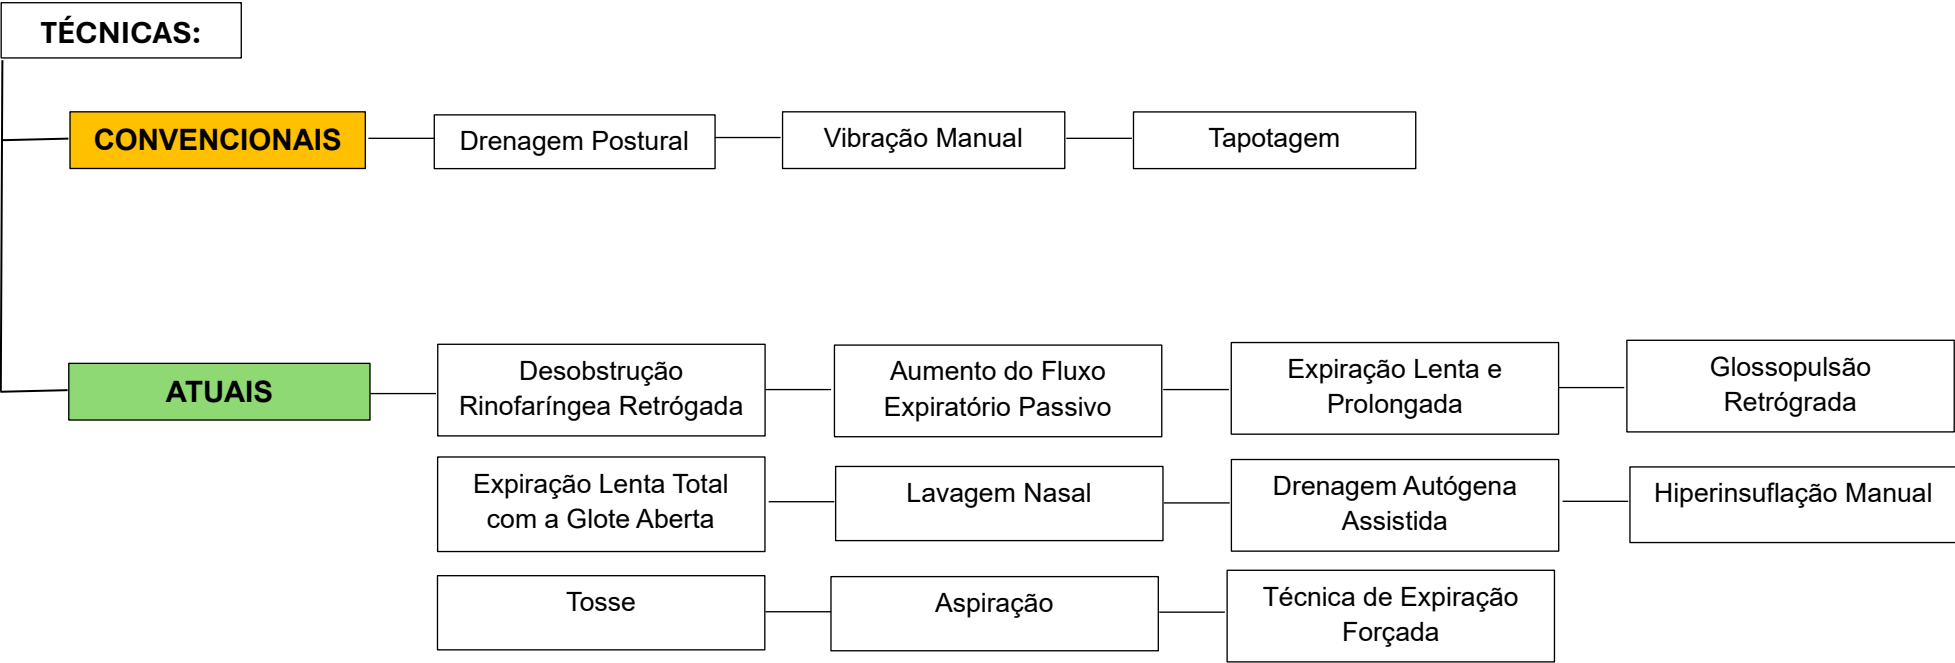 TÉCNICAS:
CONVENCIONAIS
Drenagem Postural
Vibração Manual
Tapotagem
ATUAIS
Desobstrução
Rinofaríngea Retrógada
Aumento do Fluxo
Expiratório Passivo
Expiração Lenta e
Prolongada
Glossopulsão
Retrógrada
Expiração Lenta Total
com a Glote Aberta
Lavagem Nasal
Drenagem Autógena
Assistida
Hiperinsuflação Manual
Tosse
Aspiração
Técnica de Expiração
Forçada